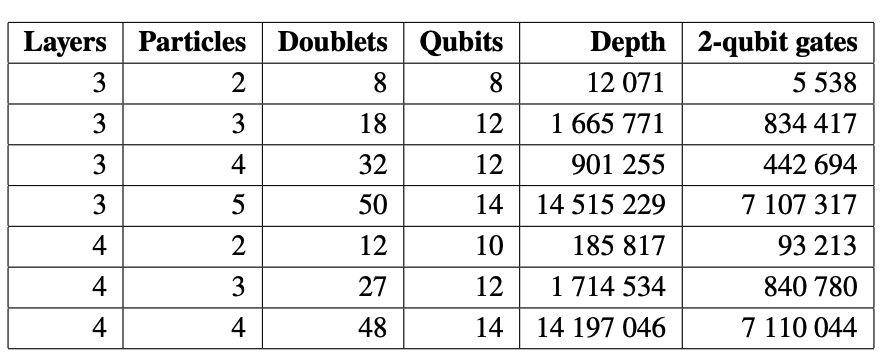 Layers Particles Doublets Qubits Depth 2-qubit gates
3 2 8 8 12 071 5 538
3 3 18 12 1 665 771 834 417
3 4 32 12 901 255 442 694
3 5 50 14 14 515 229 7 107 317
4 2 12 10 185 817 93 213
4 3 27 12 1 714 534 840 780
4 4 48 14 14 197 046 7 110 044